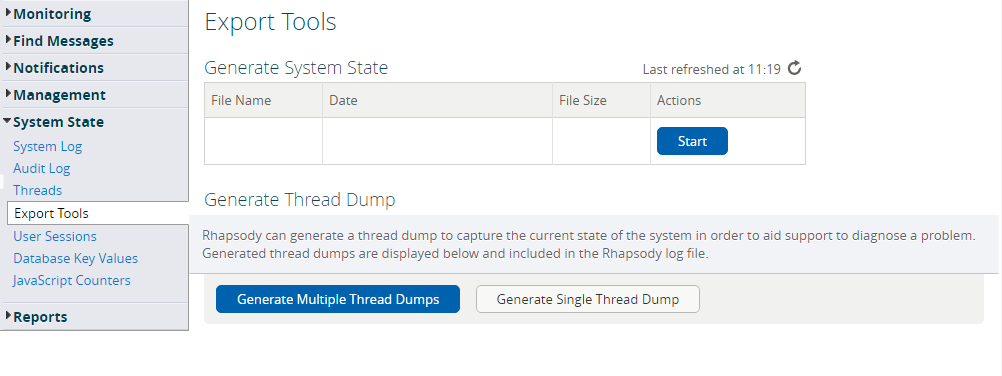 Monitoring
Find Messages
Notifications
Management
System State
System Log
Audit Log
Threads
Export Tools
User Sessions
Database Key Values
JavaScript Counters
Reports
Export Tools
Generate System State
Last refreshed at 11:19
File Name Date File Size Actions
Start
Generate Thread Dump
Rhapsody can generate a thread dump to capture the current state of the system in order to aid support to diagnose a problem.
Generated thread dumps are displayed below and included in the Rhapsody log file.
Generate Multiple Thread Dumps Generate Single Thread Dump